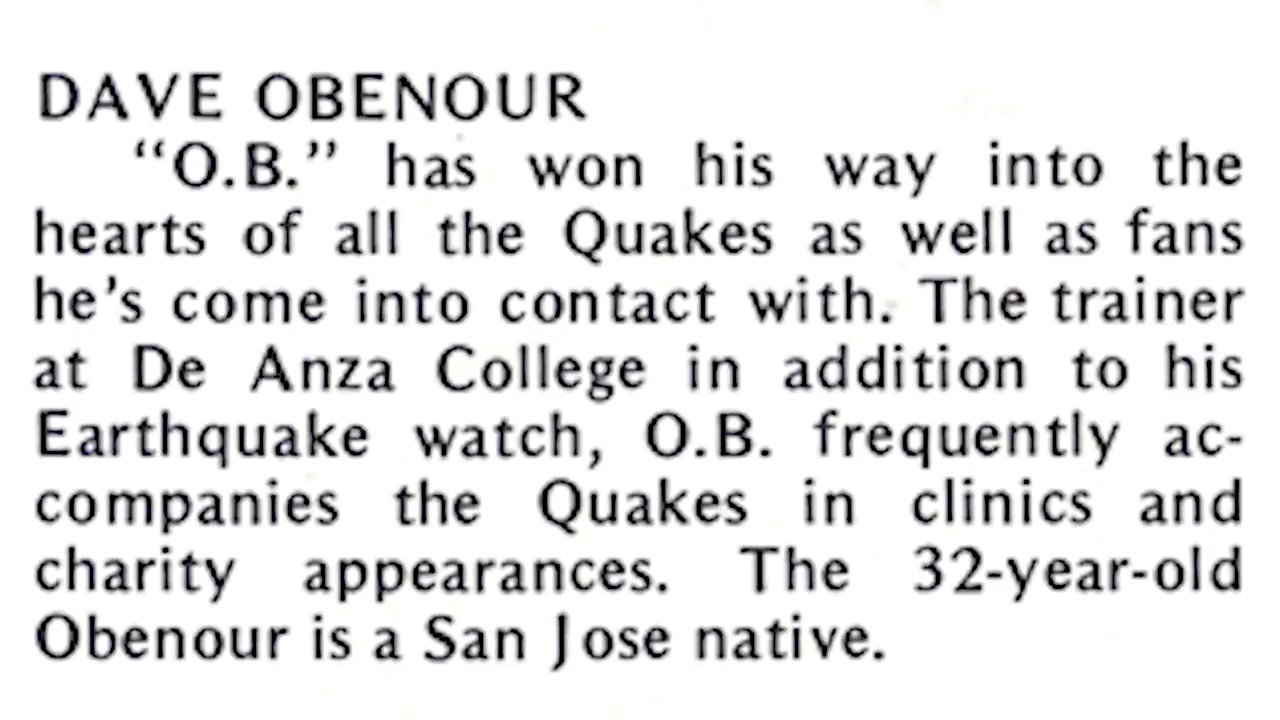 DAVE OBENOUR
“O.B.” has won his way into the
hearts of all the Quakes as well as fans
he’s come into contact with. The trainer
at De Anza College in addition to his
Earthquake watch, O.B. frequently ac-
companies the Quakes in clinics and
charity appearances. The 32-year-old
Obenour is a San Jose native.